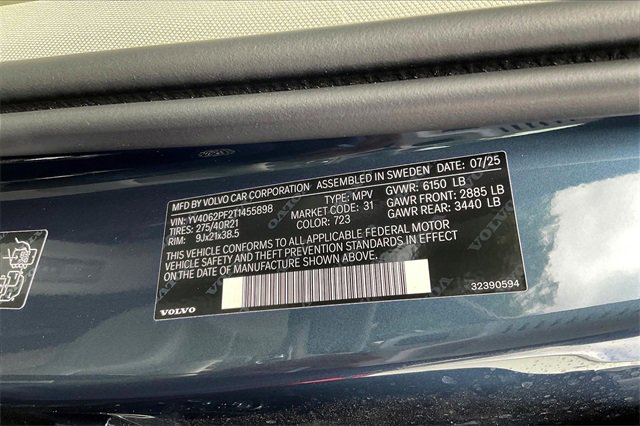 MFD BY VOLVO CAR CORPORATION ASSEMBLED IN SWEDEN DATE: 07/25
VIN: YV4062PF2T1455898 TYPE: MPV GVWR: 6150 LB
TIRES: 275/40R21 MARKET CODE: 31 GAWR FRONT: 2885 LB
RIM: 9Jx21x38.5 COLOR: 723 GAWR REAR: 3440 LB
THIS VEHICLE CONFORMS TO ALL APPLICABLE FEDERAL MOTOR
VEHICLE SAFETY AND THEFT PREVENTION STANDARDS IN EFFECT
ON THE DATE OF MANUFACTURE SHOWN ABOVE.
VOLVO 32390594